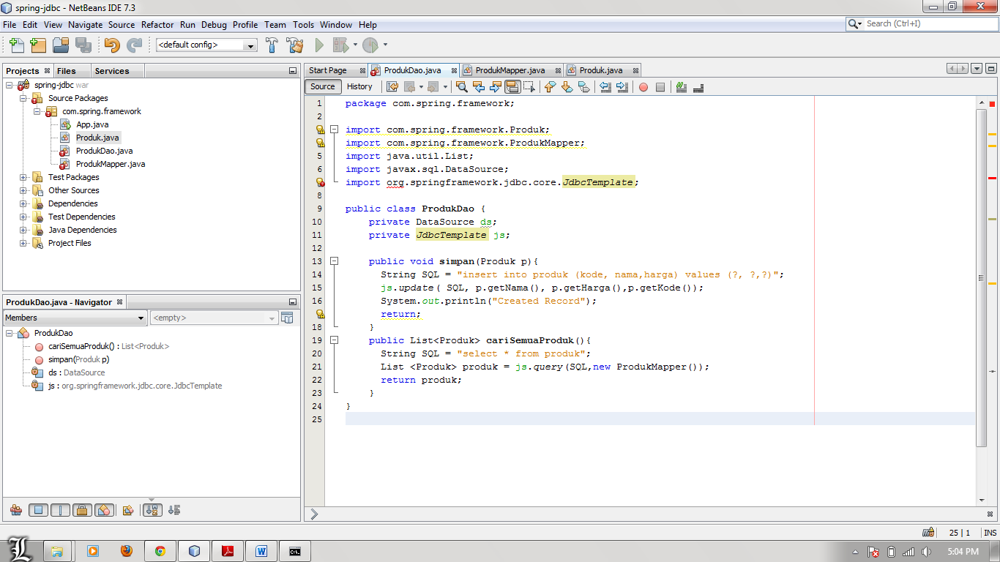 spring-jdbc - NetBeans IDE 7.3
File Edit View Navigate Source Refactor Run Debug Profile Team Tools Window Help
Search (Ctrl+I)
<default config>
Projects Files Services
spring-jdbc war
Source Packages
com.spring.framework
App.java
Produk.java
ProdukDao.java
ProdukMapper.java
Test Packages
Other Sources
Dependencies
Test Dependencies
Java Dependencies
Project Files
ProdukDao.java - Navigator
Members
<empty>
ProdukDao
cariSemuaProduk() : List<Produk>
simpan(Produk p)
ds : DataSource
js : org.springframework.jdbc.core.JdbcTemplate
Start Page ProdukDao.java ProdukMapper.java Produk.java
Source History
1 package com.spring.framework;
2
import com.spring.framework.Produk;
import com.spring.framework.ProdukMapper;
5 import java.util.List;
6 import javax.sql.DataSource;
import org.springframework.jdbc.core.JdbcTemplate;
8
9 public class ProdukDao {
10 private DataSource ds;
11 private JdbcTemplate js;
12
13 public void simpan(Produk p){
14 String SQL = "insert into produk (kode, nama,harga) values (?, ?,?)";
15 js.update( SQL, p.getNama(), p.getHarga(),p.getKode());
16 System.out.println("Created Record");
return;
18 }
19 public List<Produk> cariSemuaProduk(){
20 String SQL = "select * from produk";
21 List <Produk> produk = js.query(SQL,new ProdukMapper());
22 return produk;
23 }
24 }
25
25 | 1 INS
5:04 PM